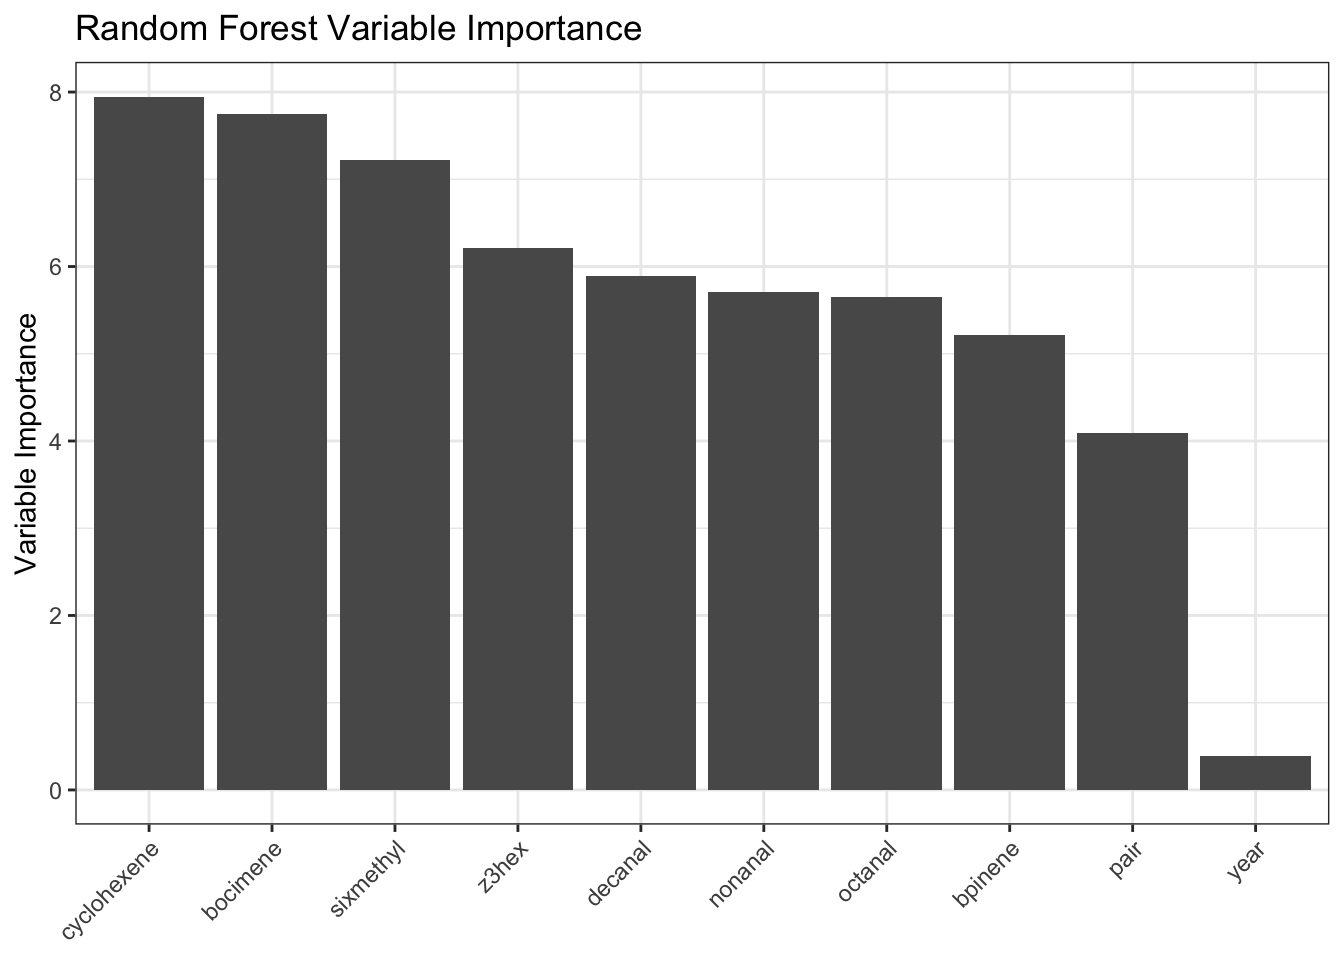 Random Forest Variable Importance
Variable Importance
8
6
4
2
0
cyclohexene
bocimene
sixmethyl
z3hex
decanal
nonanal
octanal
bpinene
pair
year